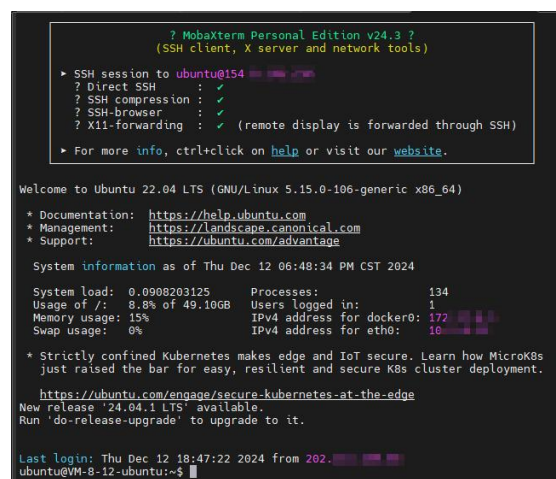 ? MobaXterm Personal Edition v24.3 ?
(SSH client, X server and network tools)
► SSH session to ubuntu@154
? Direct SSH : ✔
? SSH compression : ✔
? SSH-browser : ✔
? X11-forwarding : ✔ (remote display is forwarded through SSH)
► For more info, ctrl+click on help or visit our website.
Welcome to Ubuntu 22.04 LTS (GNU/Linux 5.15.0-106-generic x86_64)
* Documentation: https://help.ubuntu.com
* Management: https://landscape.canonical.com
* Support: https://ubuntu.com/advantage
System information as of Thu Dec 12 06:48:34 PM CST 2024
System load: 0.0908203125 Processes: 134
Usage of /: 8.8% of 49.10GB Users logged in: 1
Memory usage: 15% IPv4 address for docker0: 172
Swap usage: 0% IPv4 address for eth0: 10
* Strictly confined Kubernetes makes edge and IoT secure. Learn how MicroK8s
just raised the bar for easy, resilient and secure K8s cluster deployment.
https://ubuntu.com/engage/secure-kubernetes-at-the-edge
New release '24.04.1 LTS' available.
Run 'do-release-upgrade' to upgrade to it.
Last login: Thu Dec 12 18:47:22 2024 from 202.
ubuntu@VM-8-12-ubuntu:~$